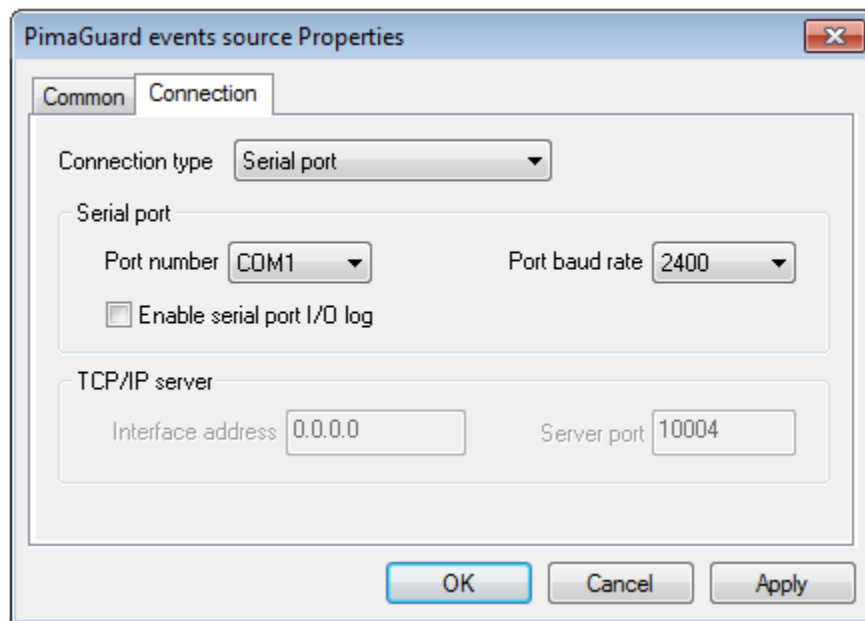 PimaGuard events source Properties
Common Connection
Connection type Serial port
Serial port
Port number COM1 Port baud rate 2400
Enable serial port I/O log
TCP/IP server
Interface address 0.0.0.0 Server port 10004
OK Cancel Apply